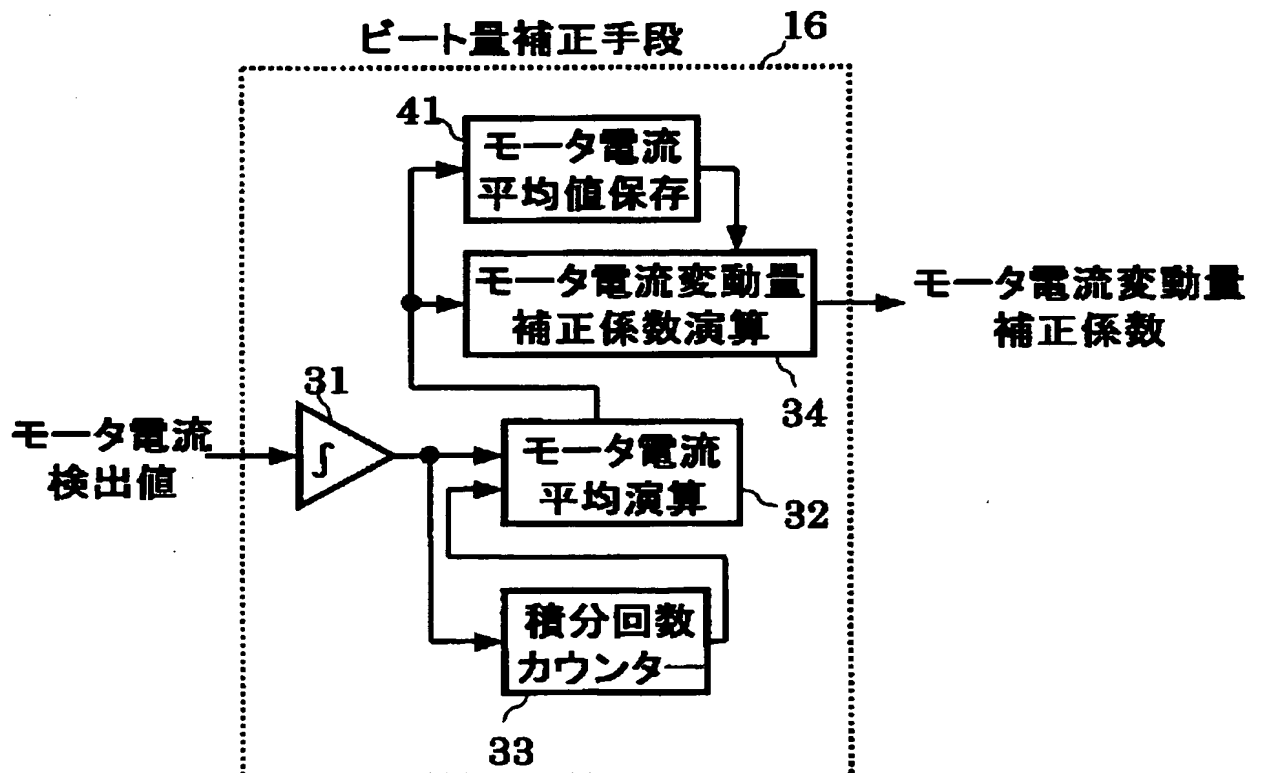 ビート量補正手段
16
41
モータ電流
平均値保存
モータ電流変動量
補正係数演算
34
モータ電流変動量
補正係数
31
∫
モータ電流
検出値
モータ電流
平均演算
32
積分回数
カウンター
33